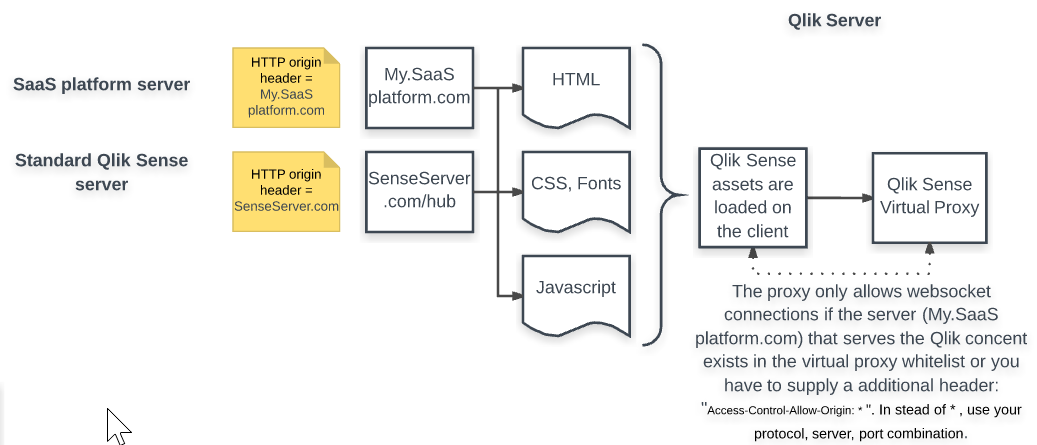 Qlik Server
SaaS platform server
HTTP origin
header =
My.SaaS
platform.com
My.SaaS
platform.com
HTML
Standard Qlik Sense
server
HTTP origin
header =
SenseServer.com
SenseServer
.com/hub
CSS, Fonts
Javascript
Qlik Sense
assets are
loaded on
the client
Qlik Sense
Virtual Proxy
The proxy only allows websocket
connections if the server (My.SaaS
platform.com) that serves the Qlik concent
exists in the virtual proxy whitelist or you
have to supply a additional header:
"Access-Control-Allow-Origin: * ". In stead of * , use your
protocol, server, port combination.